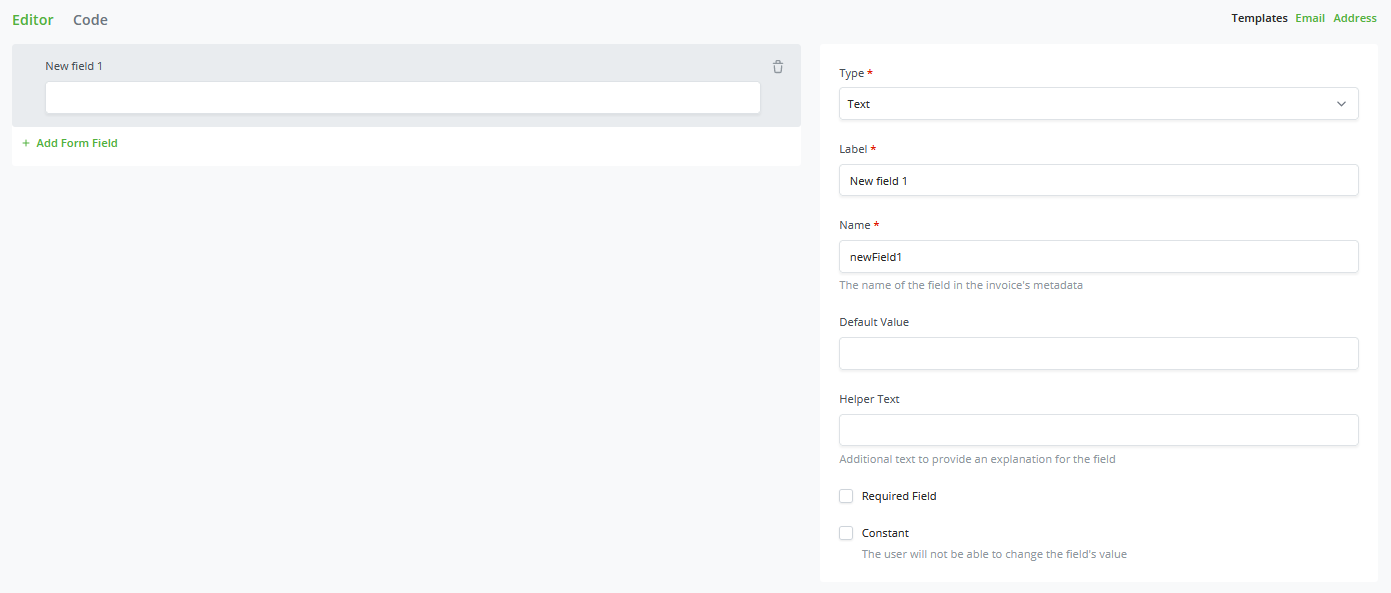 Editor Code
Templates Email Address
New field 1
+ Add Form Field
Type *
Text
Label *
New field 1
Name *
newField1
The name of the field in the invoice's metadata
Default Value
Helper Text
Additional text to provide an explanation for the field
Required Field
Constant
The user will not be able to change the field's value